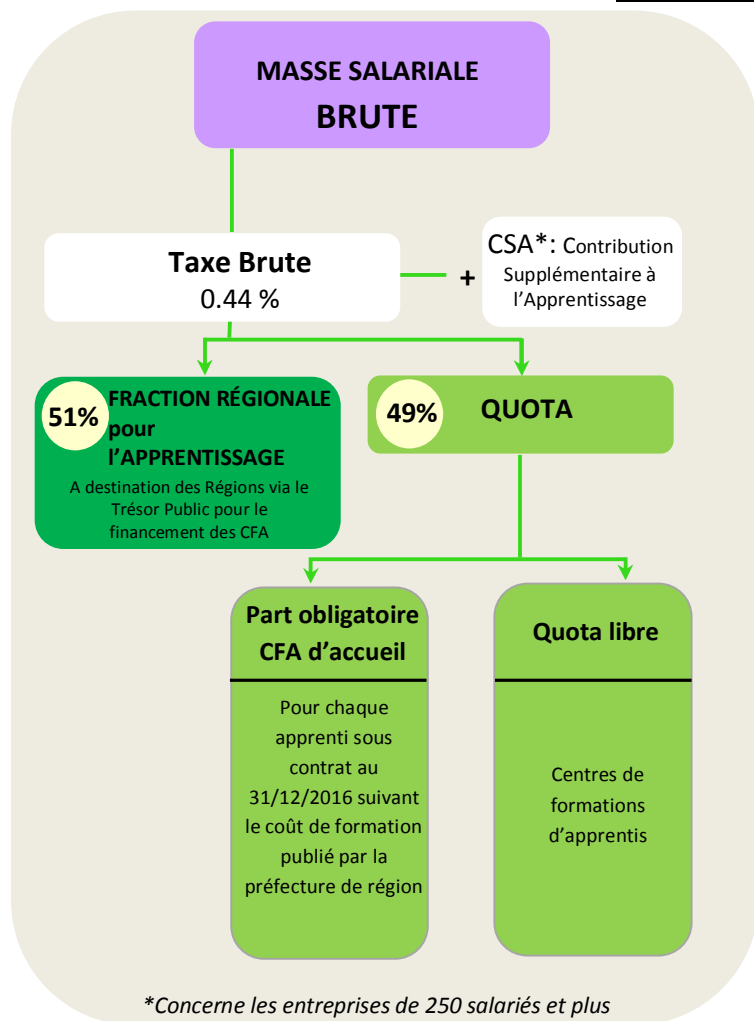 MASSE SALARIALE
BRUTE
Taxe Brute
0.44 %
+
CSA*: Contribution
Supplémentaire à
l'Apprentissage
51%
FRACTION RÉGIONALE
pour
l'APPRENTISSAGE
A destination des Régions via le
Trésor Public pour le
financement des CFA
49%
QUOTA
Part obligatoire
CFA d'accueil
Pour chaque
apprenti sous
contrat au
31/12/2016 suivant
le coût de formation
publié par la
préfecture de région
Quota libre
Centres de
formations
d'apprentis
*Concerne les entreprises de 250 salariés et plus